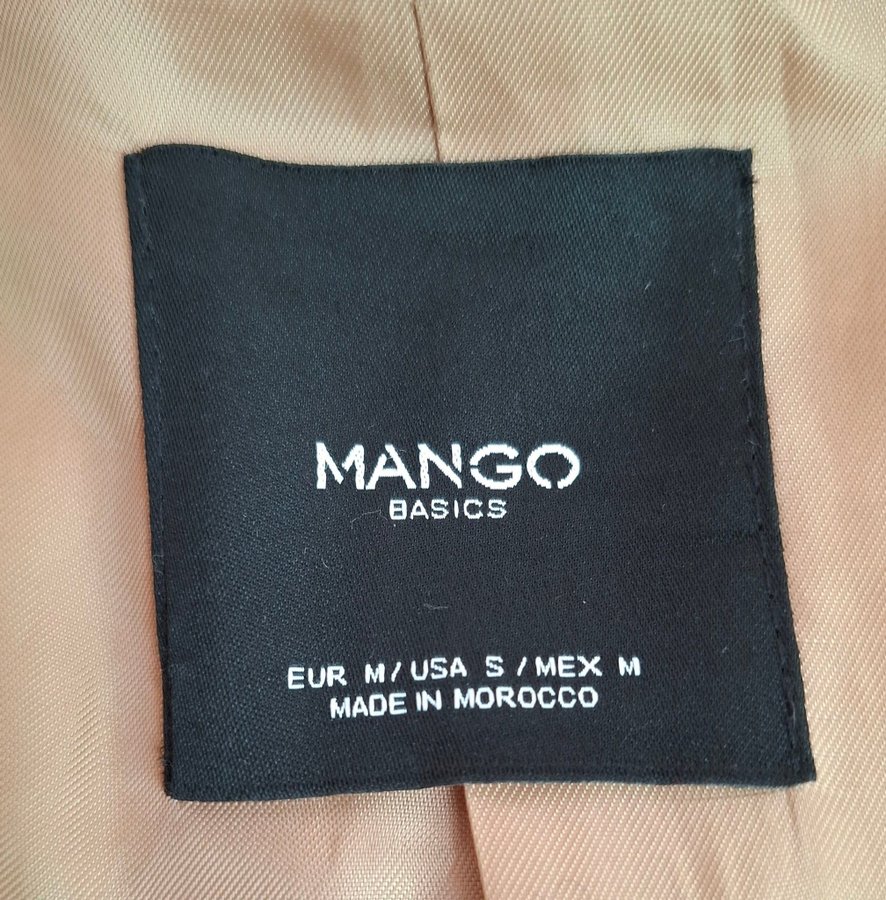 MANGO
BASICS
EUR M / USA S / MEX M
MADE IN MOROCCO